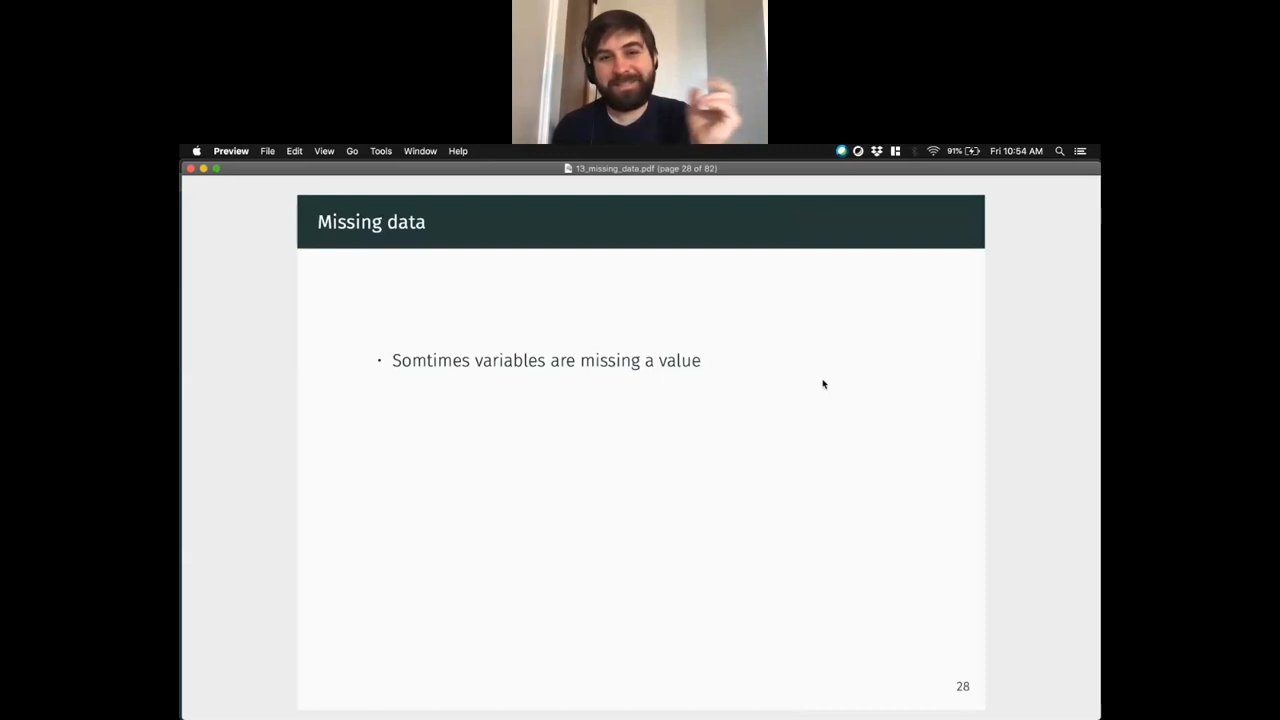 Preview File Edit View Go Tools Window Help 91% Fri 10:54 AM
13_missing_data.pdf (page 28 of 82)
Missing data
• Somtimes variables are missing a value
28